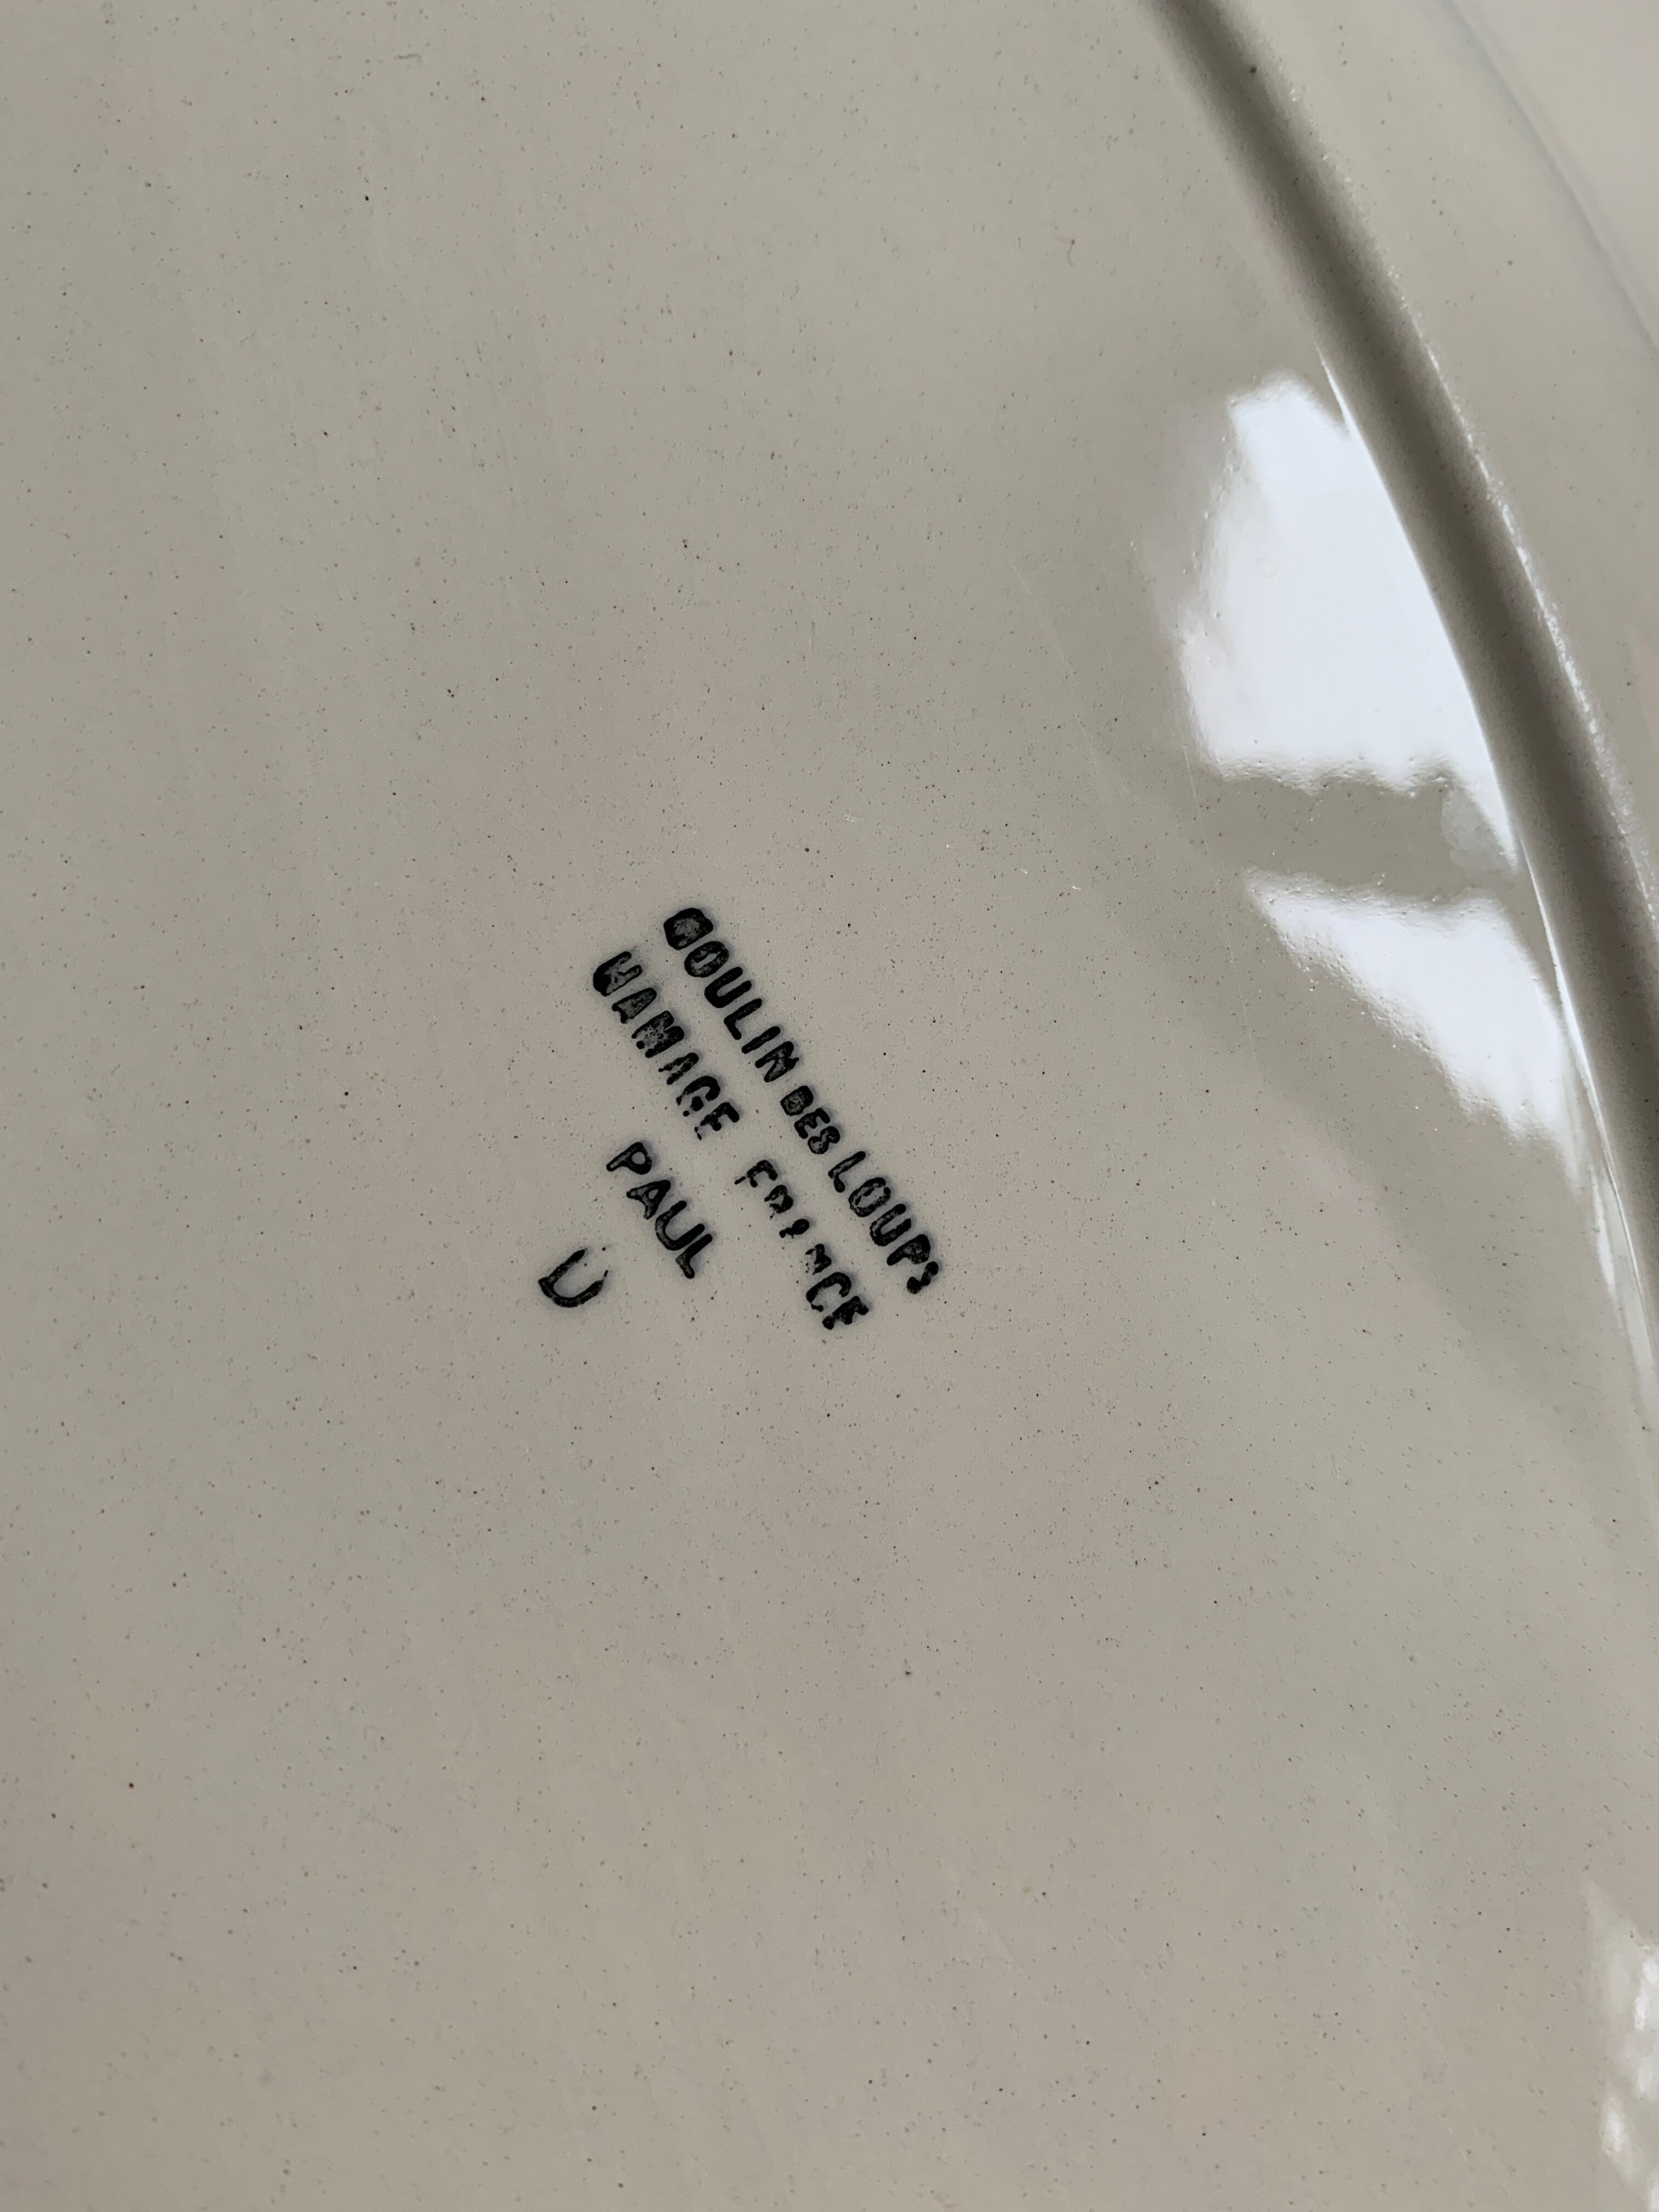 MOULIN DES LOUPS
HAMAGE FRANCE
PAUL
U